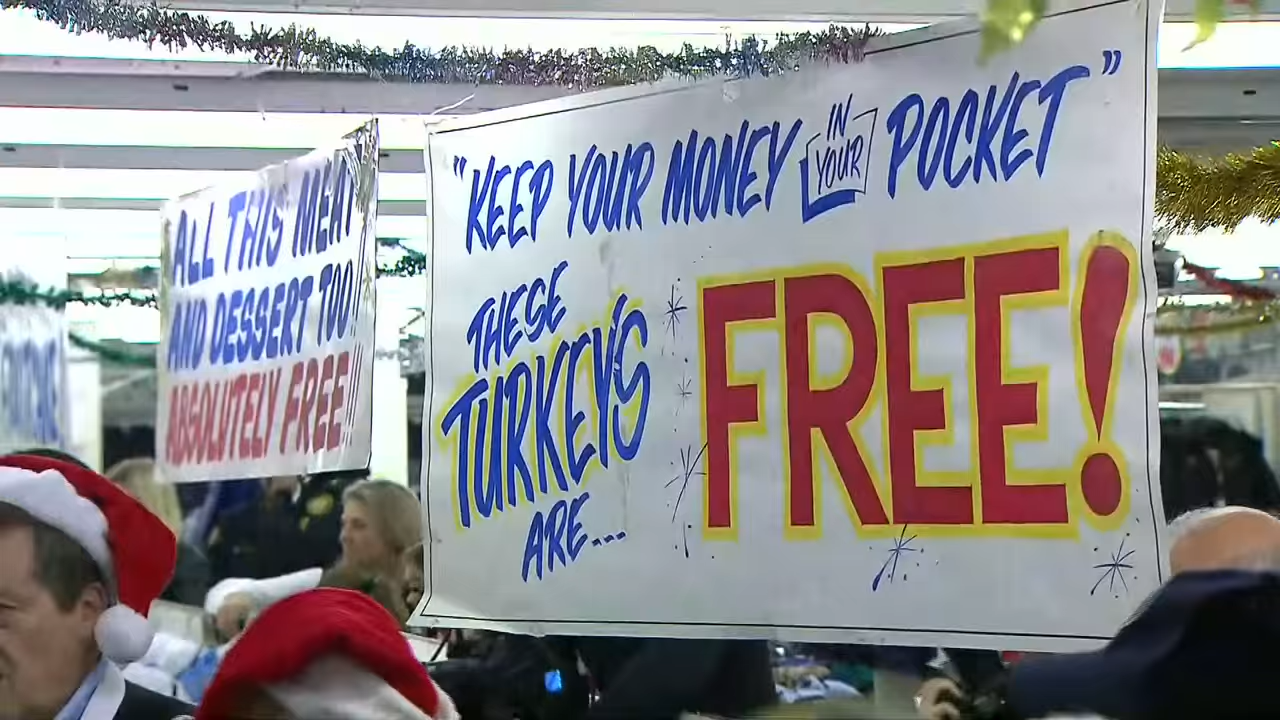 ALL THIS MEAT
AND DESSERT TOO!!
ABSOLUTELY FREE!!!
"KEEP YOUR MONEY IN YOUR POCKET"
THESE
TURKEYS
ARE...
FREE!